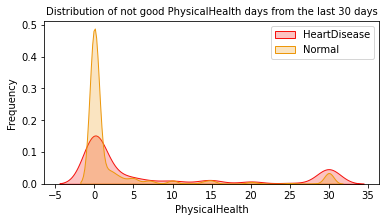 Distribution of not good PhysicalHealth days from the last 30 days
HeartDisease
Normal
Frequency
0.5
0.4
0.3
0.2
0.1
0.0
−5 0 5 10 15 20 25 30 35
PhysicalHealth